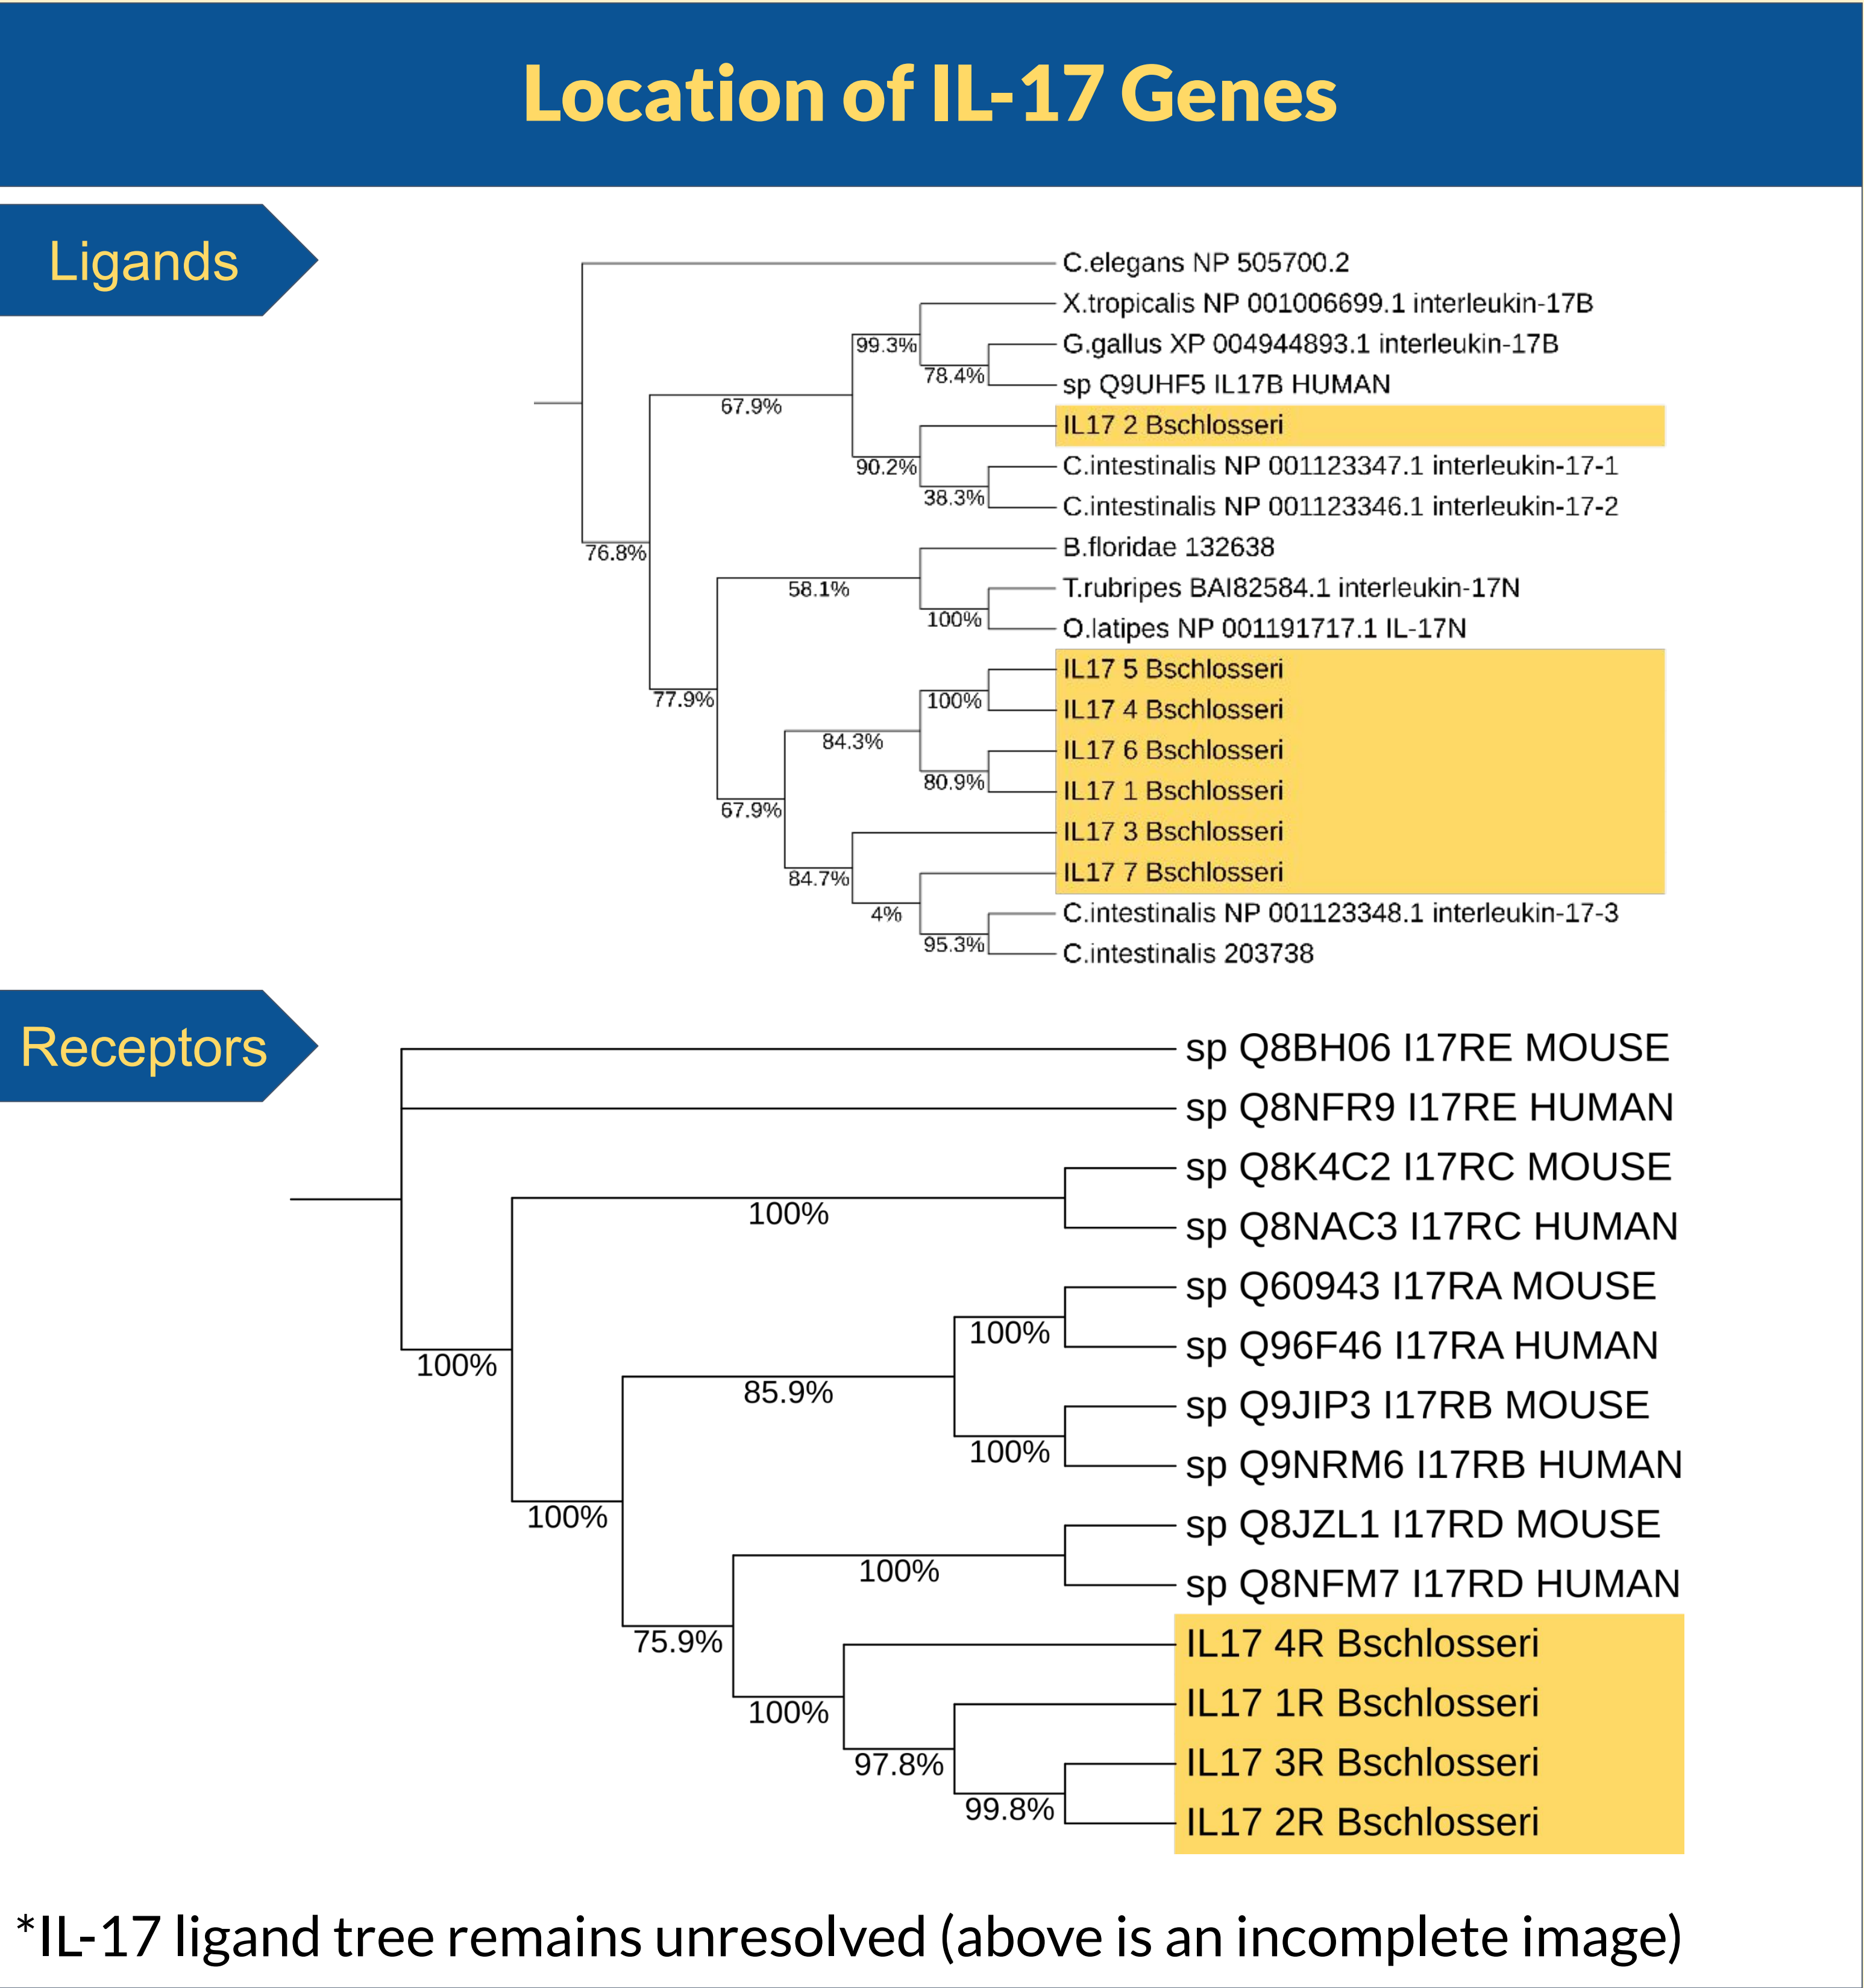 Location of IL-17 Genes
Ligands
C.elegans NP 505700.2
X.tropicalis NP 001006699.1 interleukin-17B
99.3%
G.gallus XP 004944893.1 interleukin-17B
78.4%
sp Q9UHF5 IL17B HUMAN
67.9%
IL17 2 Bschlosseri
90.2%
C.intestinalis NP 001123347.1 interleukin-17-1
38.3%
C.intestinalis NP 001123346.1 interleukin-17-2
76.8%
B.floridae 132638
58.1%
T.rubripes BAI82584.1 interleukin-17N
100%
O.latipes NP 001191717.1 IL-17N
IL17 5 Bschlosseri
77.9%
100%
IL17 4 Bschlosseri
84.3%
IL17 6 Bschlosseri
80.9%
IL17 1 Bschlosseri
67.9%
IL17 3 Bschlosseri
84.7%
IL17 7 Bschlosseri
4%
C.intestinalis NP 001123348.1 interleukin-17-3
95.3%
C.intestinalis 203738
Receptors
sp Q8BH06 I17RE MOUSE
sp Q8NFR9 I17RE HUMAN
sp Q8K4C2 I17RC MOUSE
100%
sp Q8NAC3 I17RC HUMAN
sp Q60943 I17RA MOUSE
100%
sp Q96F46 I17RA HUMAN
100%
85.9%
sp Q9JIP3 I17RB MOUSE
100%
sp Q9NRM6 I17RB HUMAN
100%
sp Q8JZL1 I17RD MOUSE
100%
sp Q8NFM7 I17RD HUMAN
75.9%
IL17 4R Bschlosseri
100%
IL17 1R Bschlosseri
97.8%
IL17 3R Bschlosseri
99.8%
IL17 2R Bschlosseri
*IL-17 ligand tree remains unresolved (above is an incomplete image)